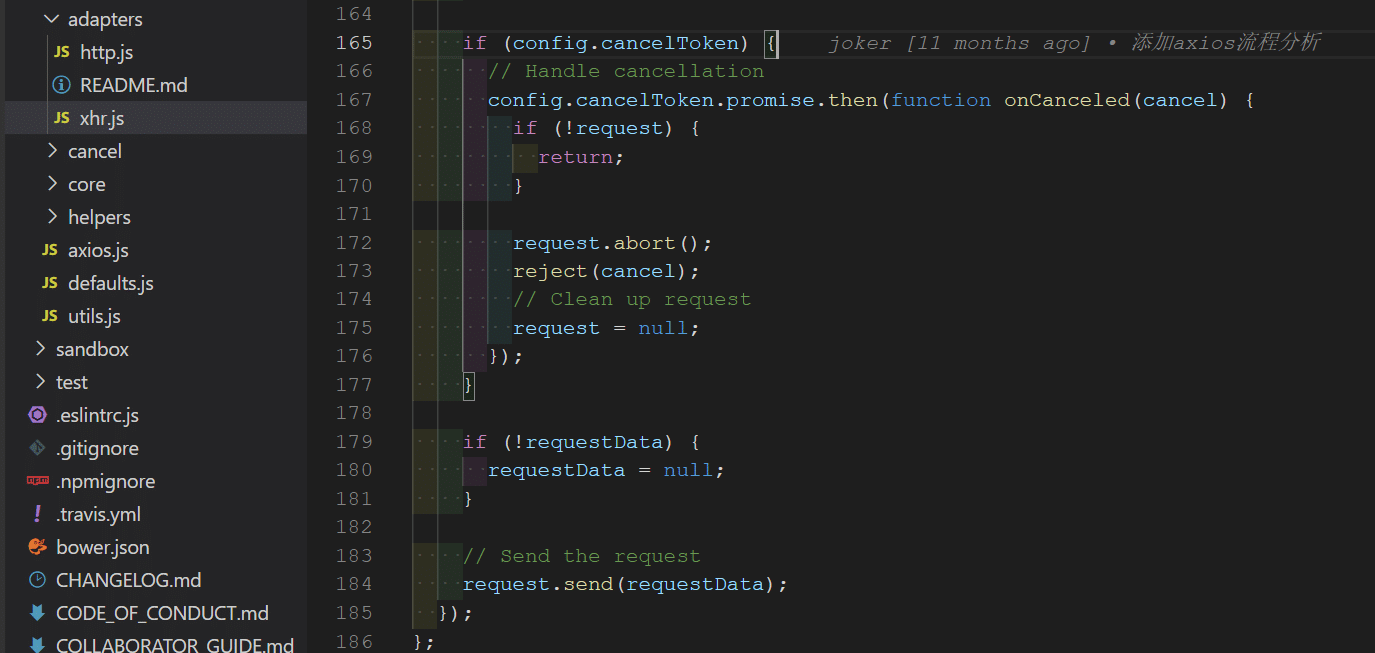 adapters
JS http.js
README.md
JS xhr.js
cancel
core
helpers
JS axios.js
JS defaults.js
JS utils.js
sandbox
test
.eslintrc.js
.gitignore
.npmignore
.travis.yml
bower.json
CHANGELOG.md
CODE_OF_CONDUCT.md
COLLABORATOR_GUIDE.md
164
165 if (config.cancelToken) { joker [11 months ago] • 添加axios流程分析
166 // Handle cancellation
167 config.cancelToken.promise.then(function onCanceled(cancel) {
168 if (!request) {
169 return;
170 }
171
172 request.abort();
173 reject(cancel);
174 // Clean up request
175 request = null;
176 });
177 }
178
179 if (!requestData) {
180 requestData = null;
181 }
182
183 // Send the request
184 request.send(requestData);
185 });
186 };